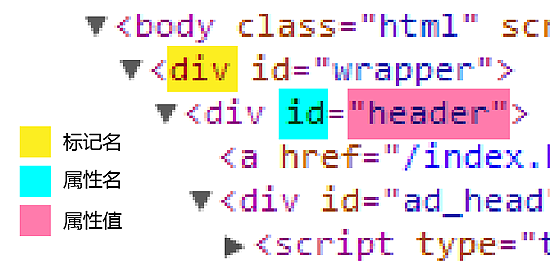 ▼<body class="html" scr
▼<div id="wrapper">
▼<div id="header">
标记名
<a href="/index.
属性名
▼<div id="ad_head"
属性值
▶<script type="t